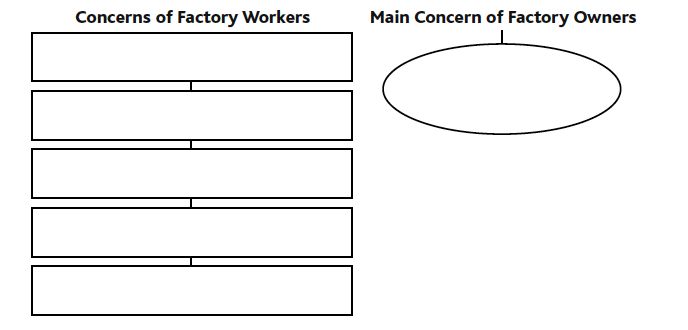 Concerns of Factory Workers
Main Concern of Factory Owners